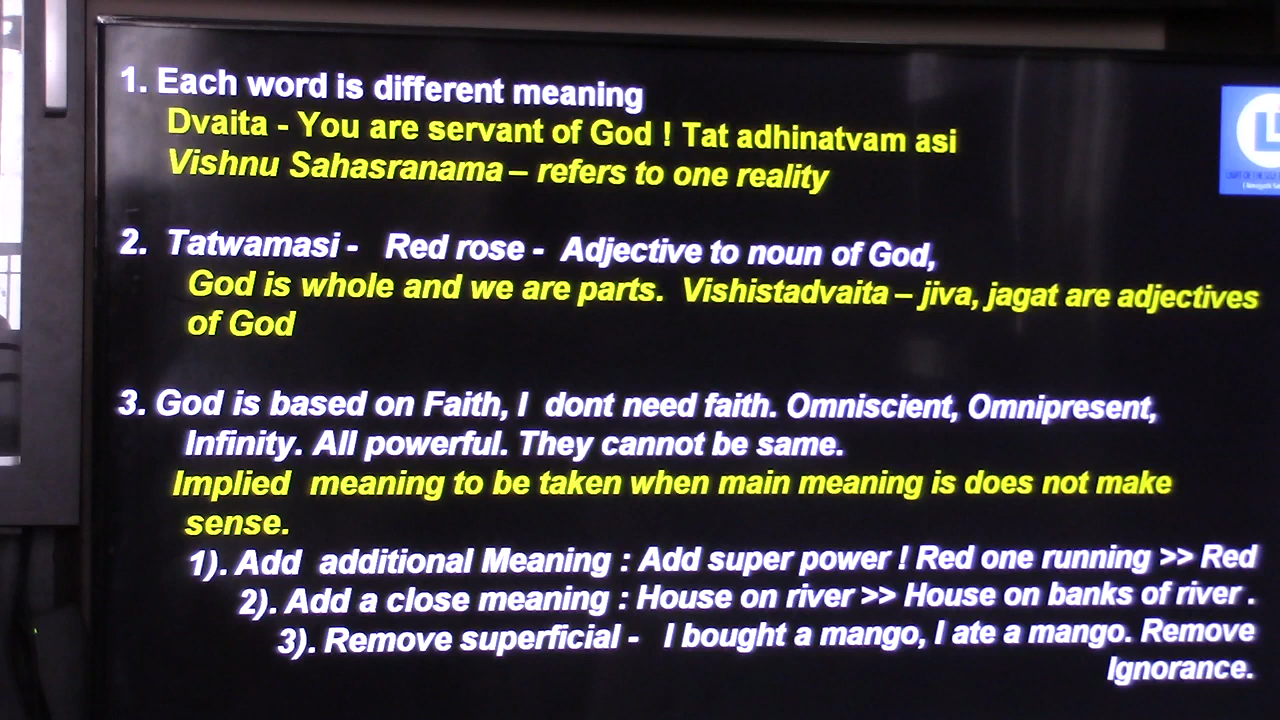 1. Each word is different meaning
Dvaita - You are servant of God ! Tat adhinatvam asi
Vishnu Sahasranama – refers to one reality
2. Tatwamasi - Red rose - Adjective to noun of God,
God is whole and we are parts. Vishistadvaita – jiva, jagat are adjectives
of God
3. God is based on Faith, I dont need faith. Omniscient, Omnipresent,
Infinity. All powerful. They cannot be same.
Implied meaning to be taken when main meaning is does not make
sense.
1). Add additional Meaning : Add super power ! Red one running >> Red
2). Add a close meaning : House on river >> House on banks of river .
3). Remove superficial - I bought a mango, I ate a mango. Remove
Ignorance.